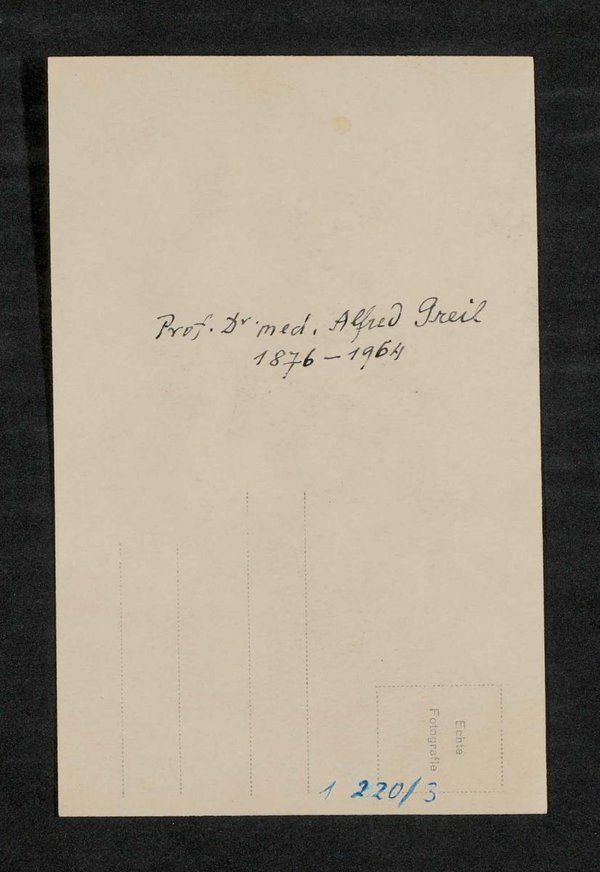 Prof. Dr. med. Alfred Greil
1876 – 1964
Echte
Fotografie
1 220/3